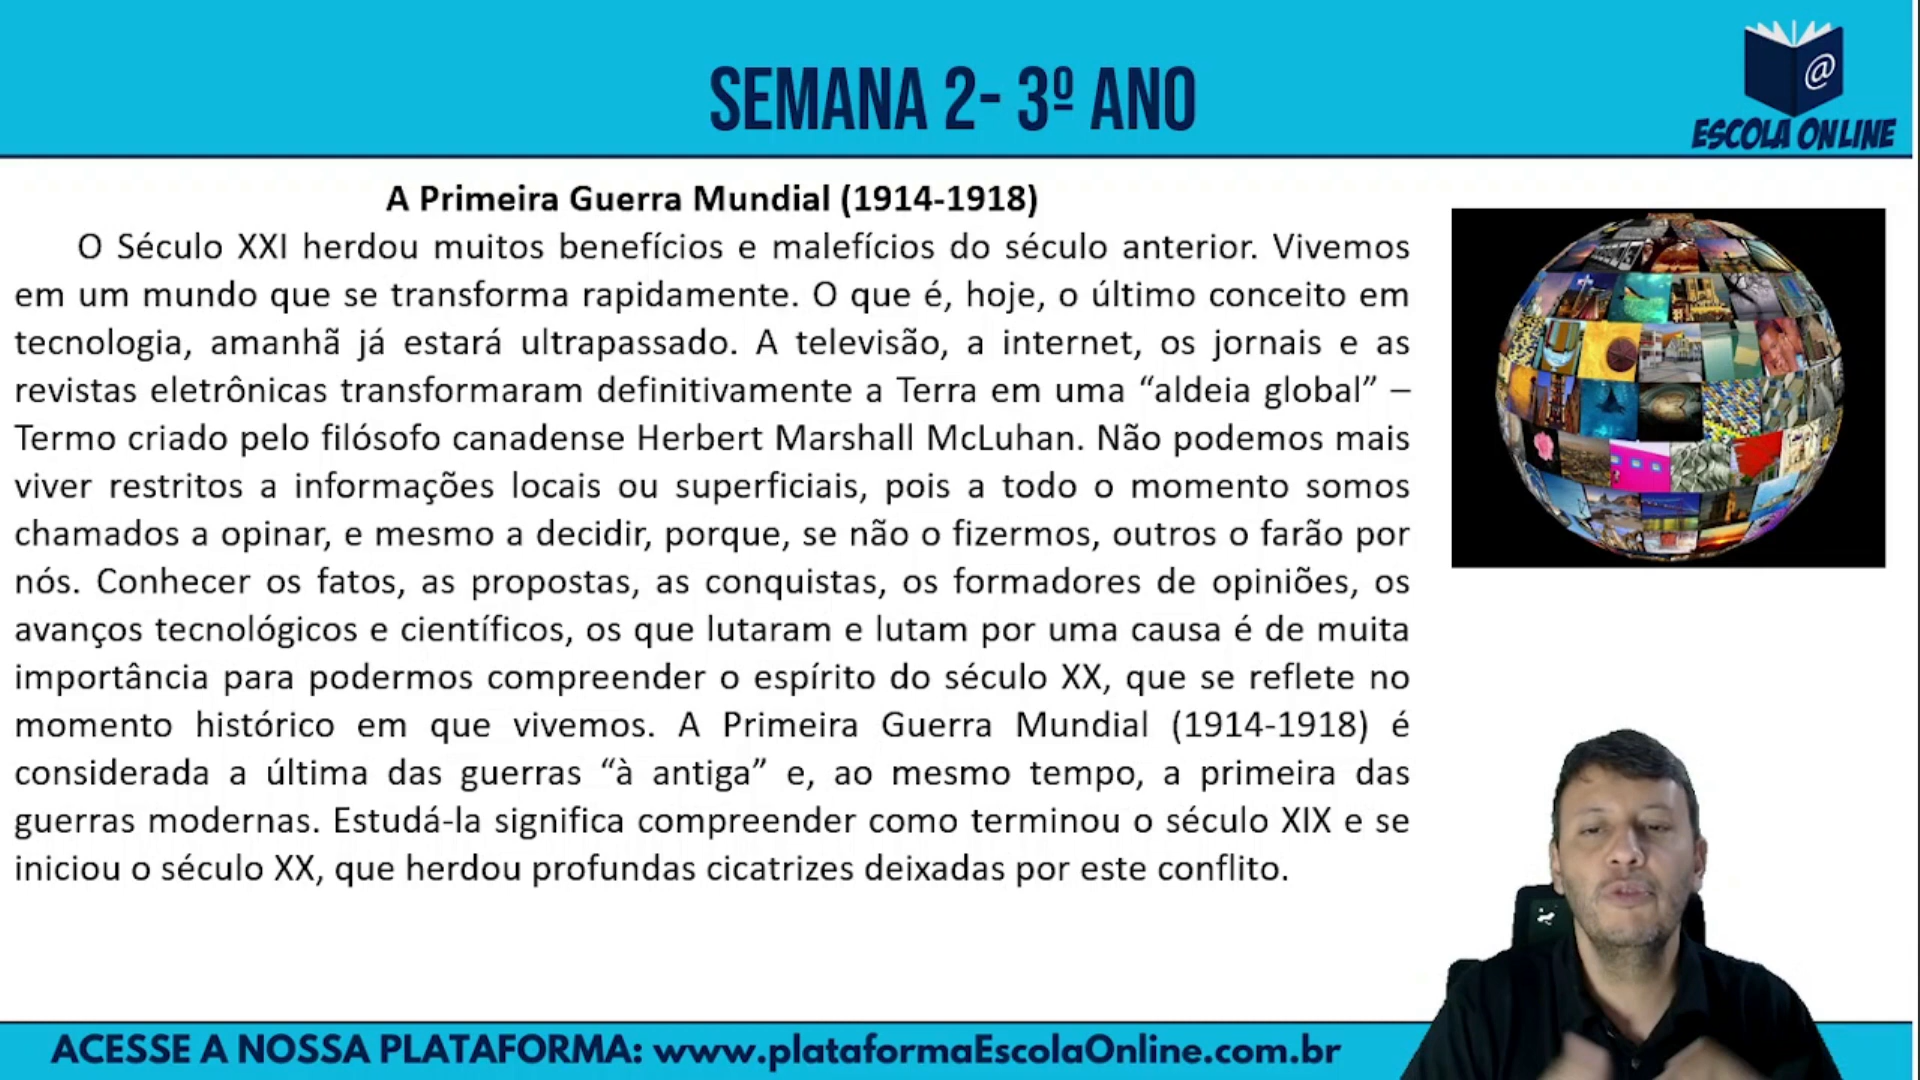 SEMANA 2- 3º ANO
@
ESCOLA ONLINE
A Primeira Guerra Mundial (1914-1918)
O Século XXI herdou muitos benefícios e malefícios do século anterior. Vivemos
em um mundo que se transforma rapidamente. O que é, hoje, o último conceito em
tecnologia, amanhã já estará ultrapassado. A televisão, a internet, os jornais e as
revistas eletrônicas transformaram definitivamente a Terra em uma “aldeia global” –
Termo criado pelo filósofo canadense Herbert Marshall McLuhan. Não podemos mais
viver restritos a informações locais ou superficiais, pois a todo o momento somos
chamados a opinar, e mesmo a decidir, porque, se não o fizermos, outros o farão por
nós. Conhecer os fatos, as propostas, as conquistas, os formadores de opiniões, os
avanços tecnológicos e científicos, os que lutaram e lutam por uma causa é de muita
importância para podermos compreender o espírito do século XX, que se reflete no
momento histórico em que vivemos. A Primeira Guerra Mundial (1914-1918) é
considerada a última das guerras “à antiga” e, ao mesmo tempo, a primeira das
guerras modernas. Estudá-la significa compreender como terminou o século XIX e se
iniciou o século XX, que herdou profundas cicatrizes deixadas por este conflito.
ACESSE A NOSSA PLATAFORMA: www.plataformaEscolaOnline.com.br